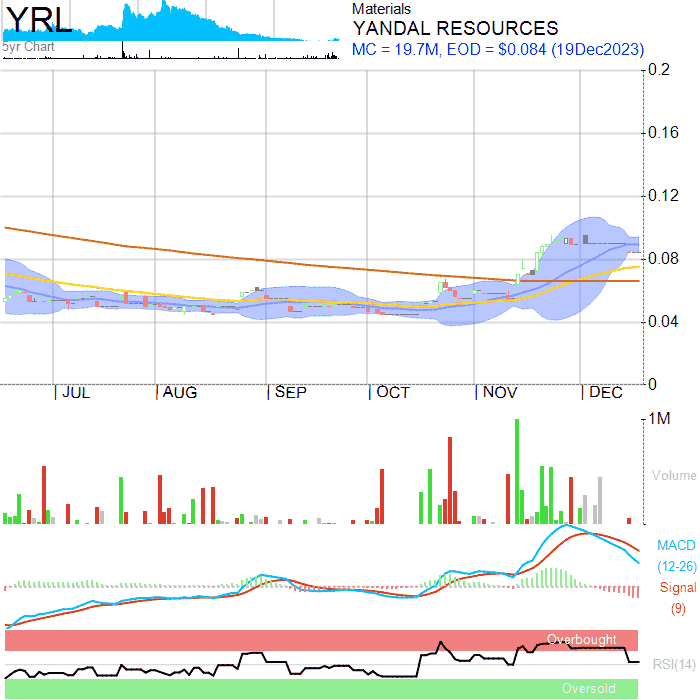 YRL
5yr Chart
Materials
YANDAL RESOURCES
MC = 19.7M, EOD = $0.084 (19Dec2023)
0.2
0.16
0.12
0.08
0.04
0
JUL AUG SEP OCT NOV DEC
1M
Volume
MACD
(12-26)
Signal
(9)
Overbought
RSI(14)
Oversold